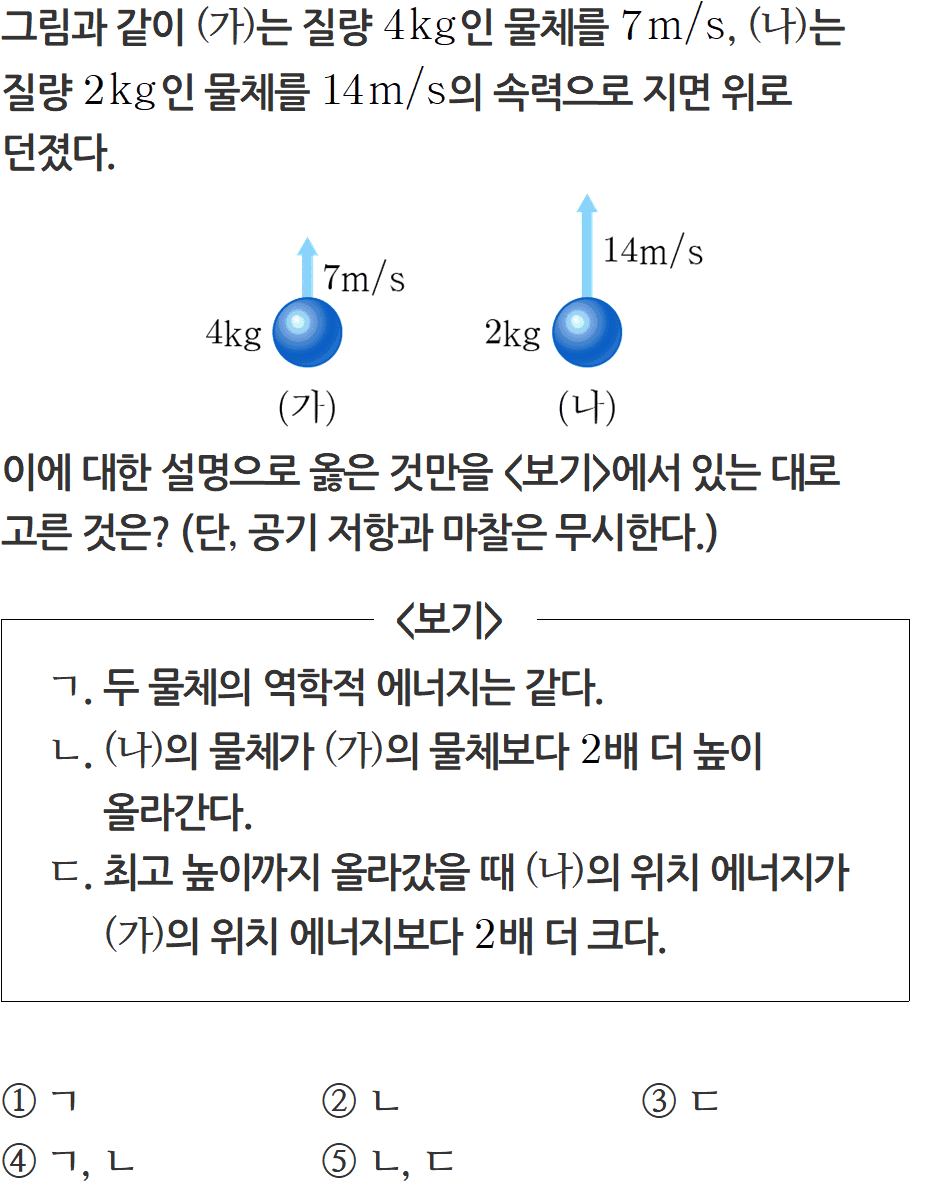 그림과 같이 (가)는 질량 4kg인 물체를 7m/s, (나)는
질량 2kg인 물체를 14m/s의 속력으로 지면 위로
던졌다.
14m/s
7m/s
4kg
2kg
(가)
(나)
이에 대한 설명으로 옳은 것만을 <보기>에서 있는 대로
고른 것은? (단, 공기 저항과 마찰은 무시한다.)
<보기>
ㄱ. 두 물체의 역학적 에너지는 같다.
ㄴ. (나)의 물체가 (가)의 물체보다 2배 더 높이
올라간다.
ㄷ. 최고 높이까지 올라갔을 때 (나)의 위치 에너지가
(가)의 위치 에너지보다 2배 더 크다.
① ㄱ ② ㄴ ③ ㄷ
④ ㄱ, ㄴ ⑤ ㄴ, ㄷ